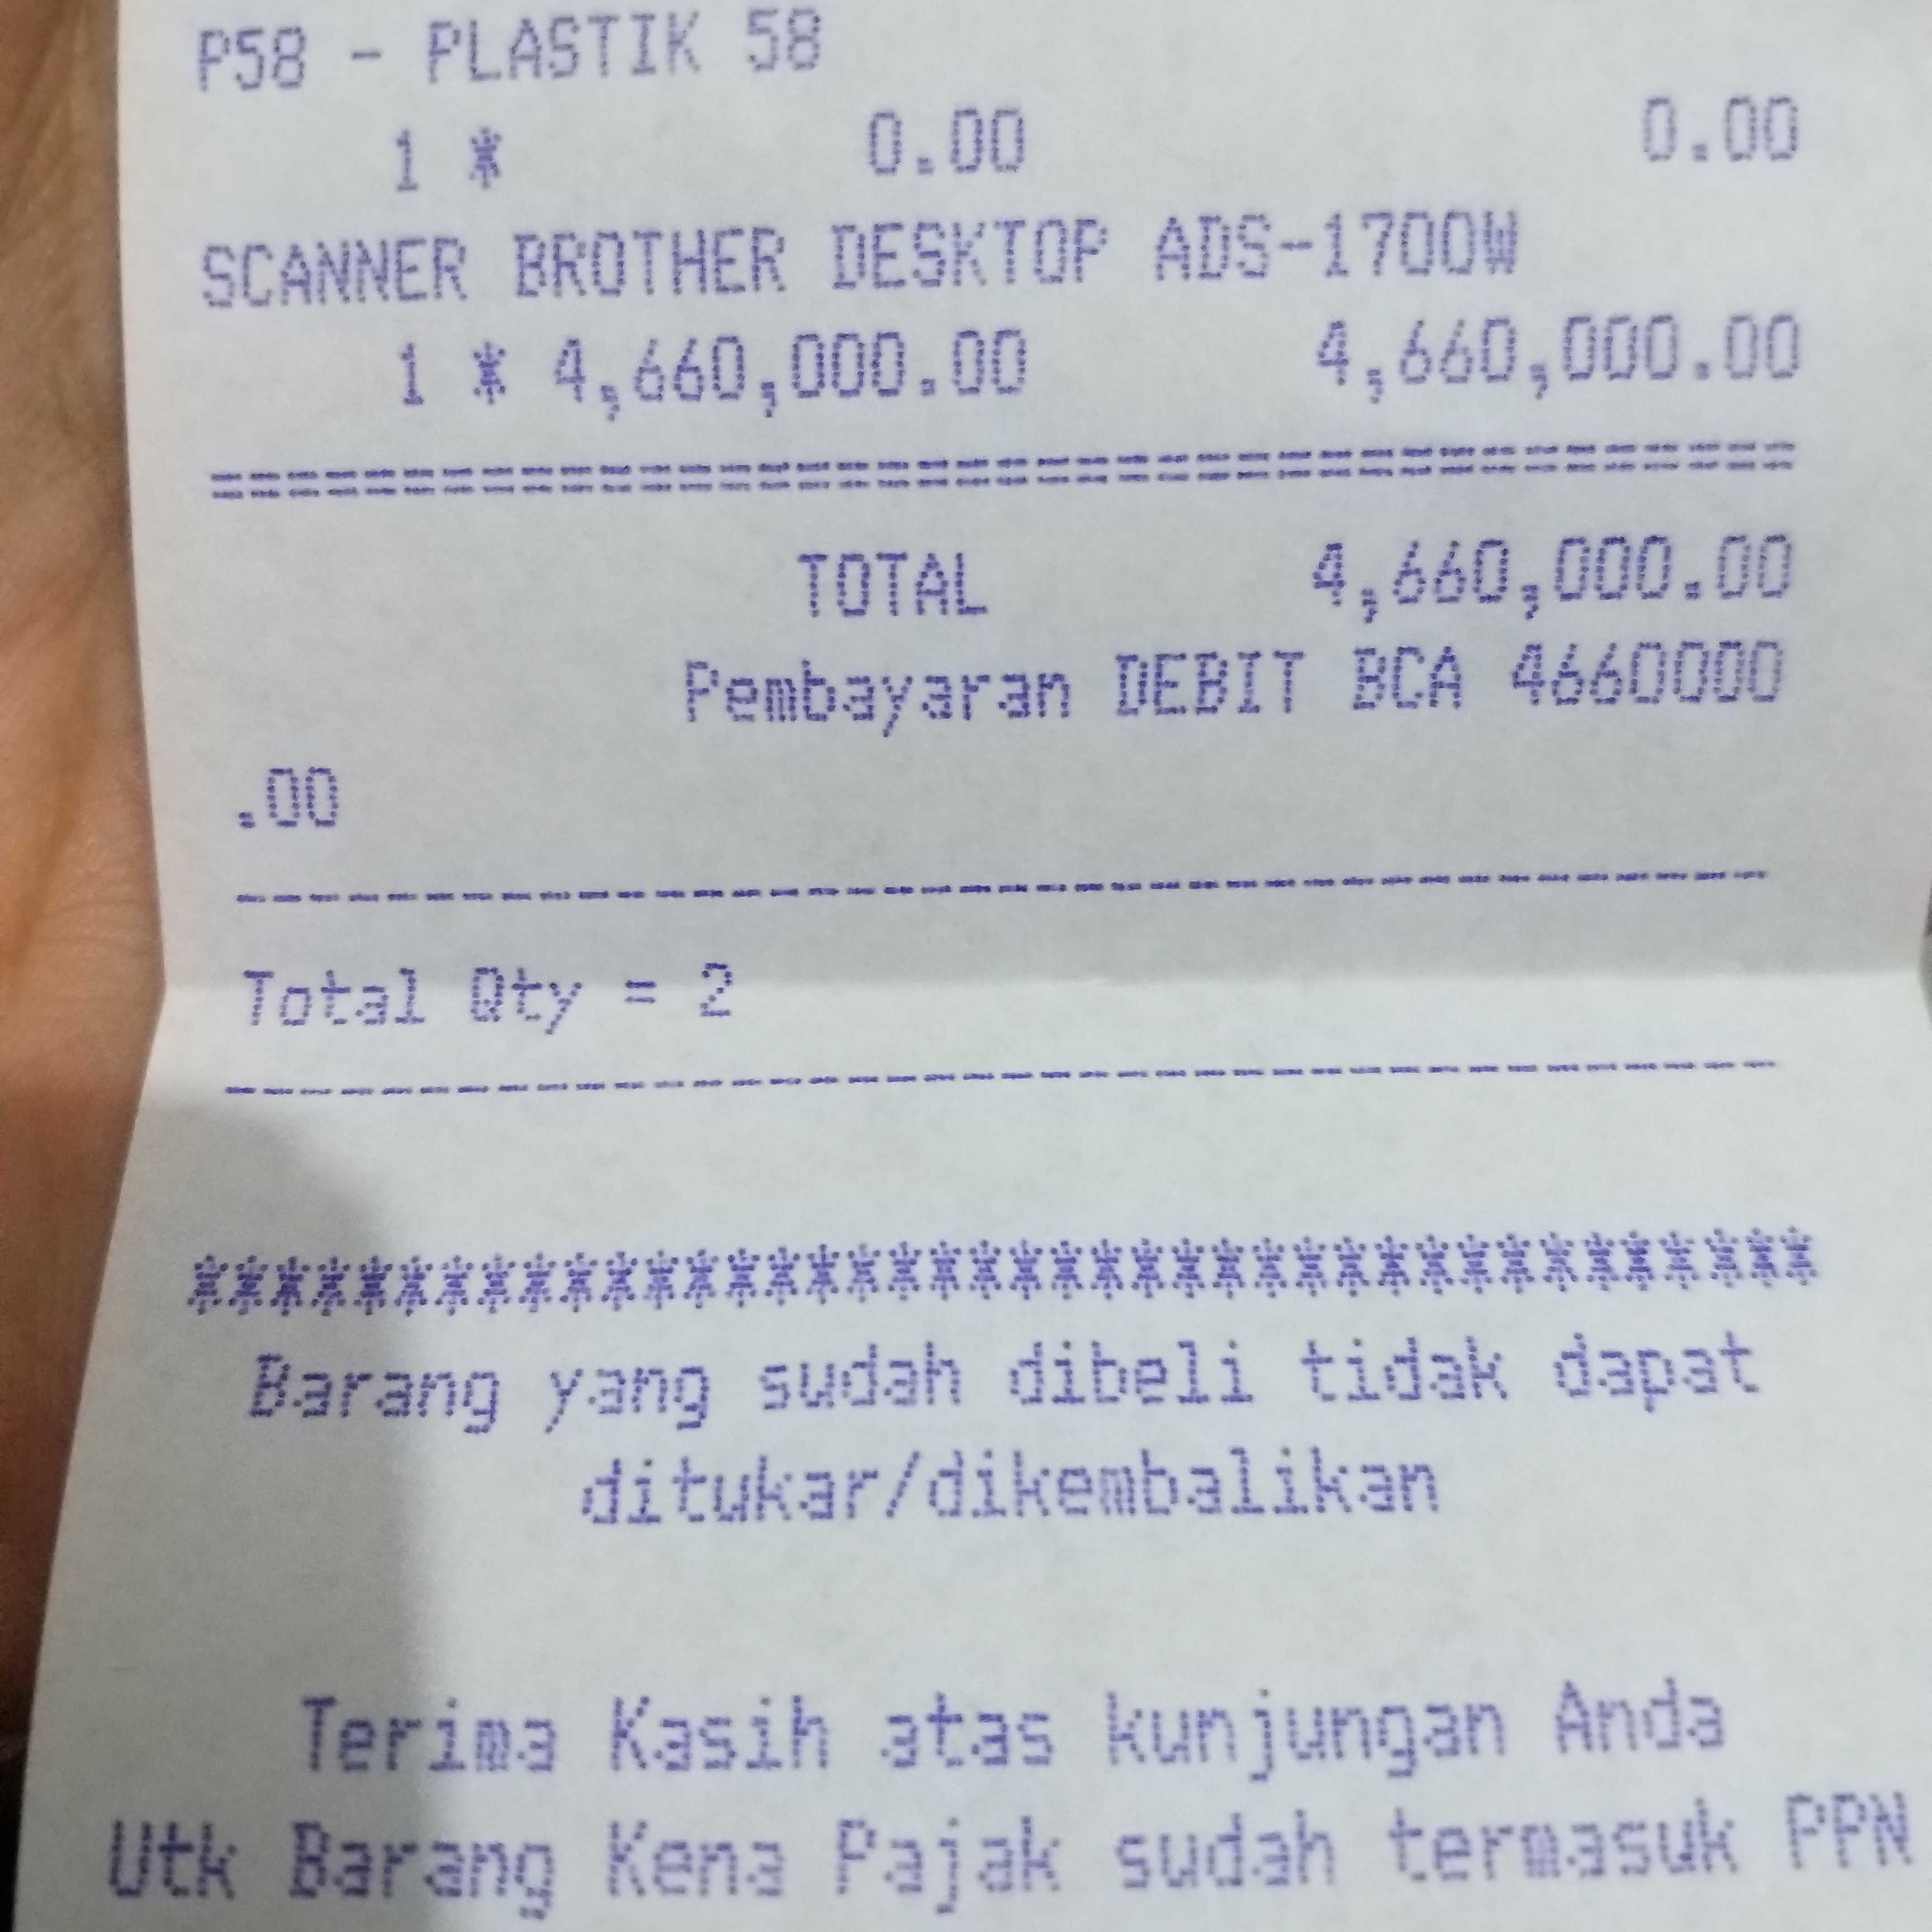 P58 - PLASTIK 58
1 * 0.00 0.00
SCANNER BROTHER DESKTOP ADS-1700W
1 * 4,660,000.00 4,660,000.00
================================
TOTAL 4,660,000.00
Pembayaran DEBIT BCA 4660000
.00
----------------------------------------
Total Qty = 2
----------------------------------------
****************************************
Barang yang sudah dibeli tidak dapat
ditukar/dikembalikan
Terima Kasih atas kunjungan Anda
Utk Barang Kena Pajak sudah termasuk PPN